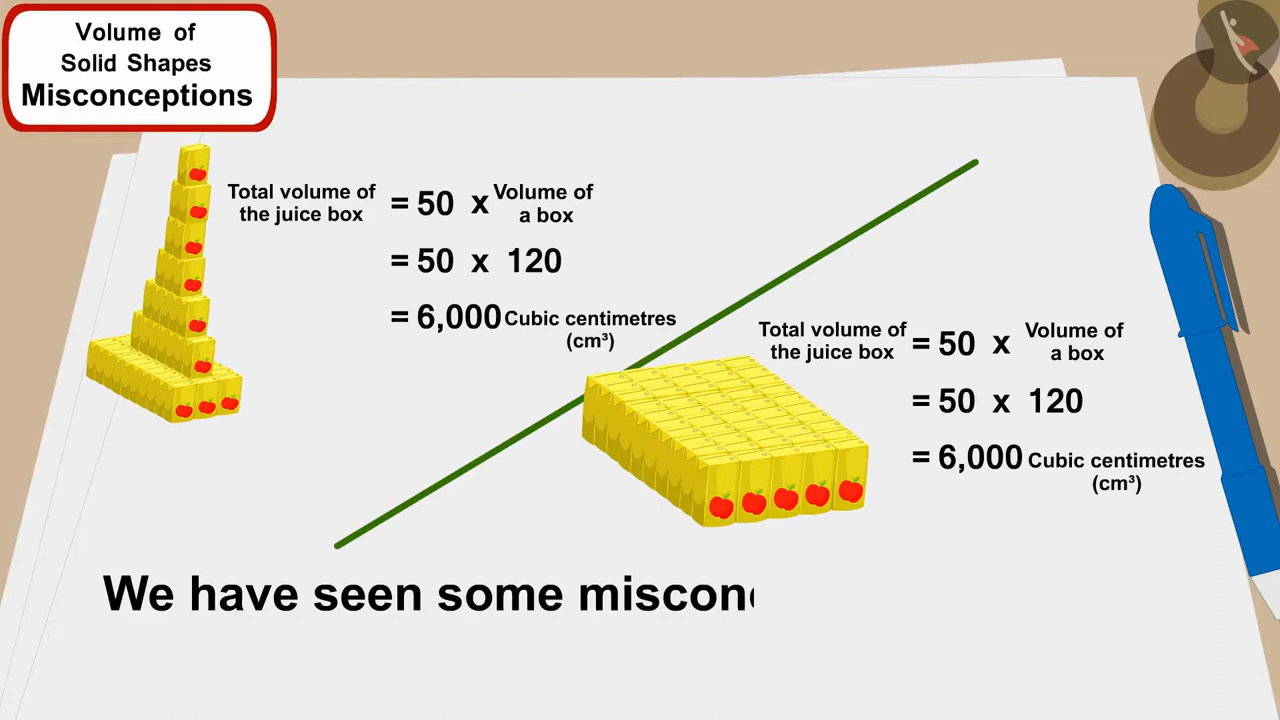 Volume of
Solid Shapes
Misconceptions
Total volume of
the juice box
= 50 x Volume of
a box
= 50 x 120
= 6,000 Cubic centimetres
(cm³)
Total volume of
the juice box
= 50 x Volume of
a box
= 50 x 120
= 6,000 Cubic centimetres
(cm³)
We have seen some miscon